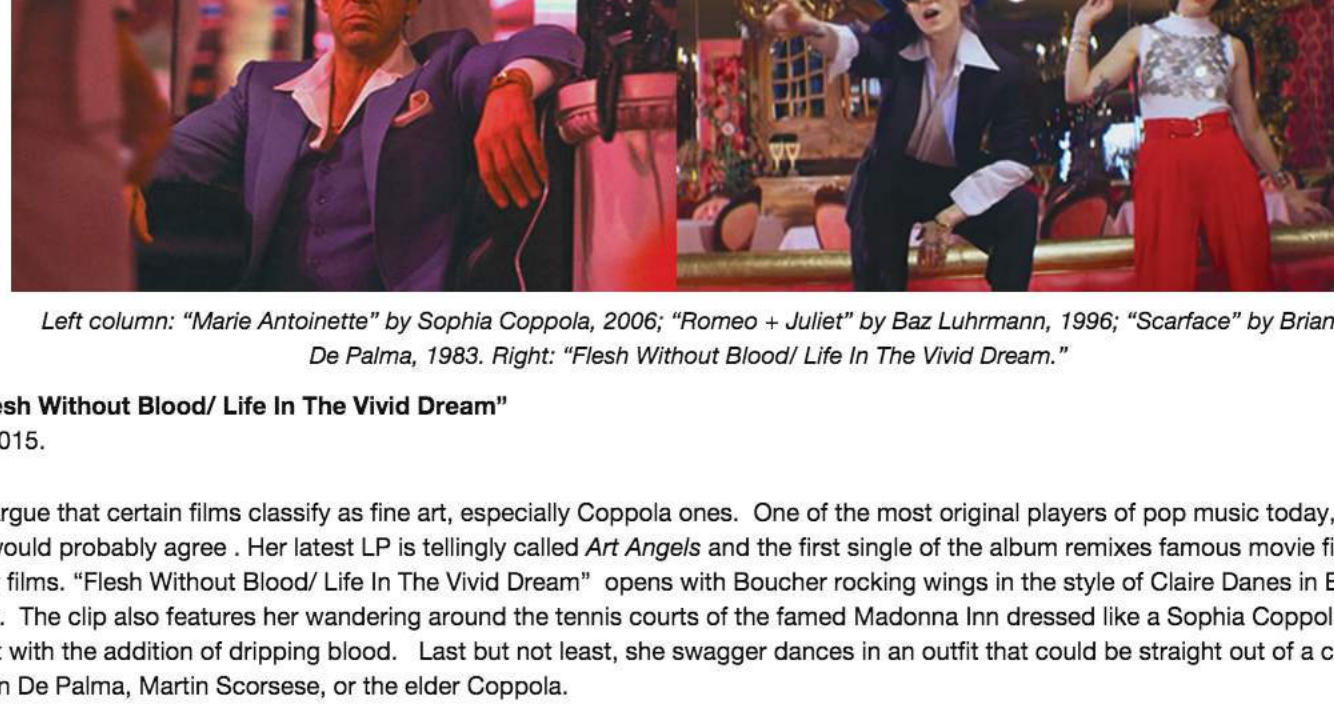 Left column: “Marie Antoinette” by Sophia Coppola, 2006; “Romeo + Juliet” by Baz Luhrmann, 1996; “Scarface” by Brian
De Palma, 1983. Right: “Flesh Without Blood/ Life In The Vivid Dream.”
esh Without Blood/ Life In The Vivid Dream”
015.
rgue that certain films classify as fine art, especially Coppola ones.  One of the most original players of pop music today,
ould probably agree . Her latest LP is tellingly called Art Angels and the first single of the album remixes famous movie fi
films. “Flesh Without Blood/ Life In The Vivid Dream”  opens with Boucher rocking wings in the style of Claire Danes in
.  The clip also features her wandering around the tennis courts of the famed Madonna Inn dressed like a Sophia Coppol
with the addition of dripping blood.   Last but not least, she swagger dances in an outfit that could be straight out of a c
n De Palma, Martin Scorsese, or the elder Coppola.